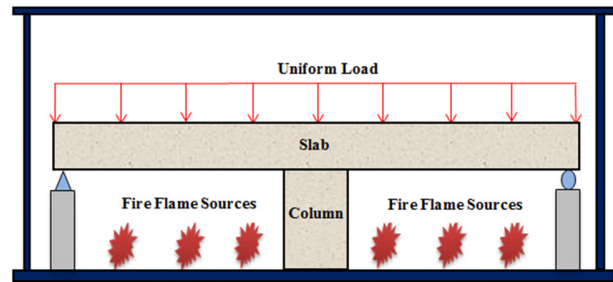 Uniform Load
Slab
Fire Flame Sources
Column
Fire Flame Sources